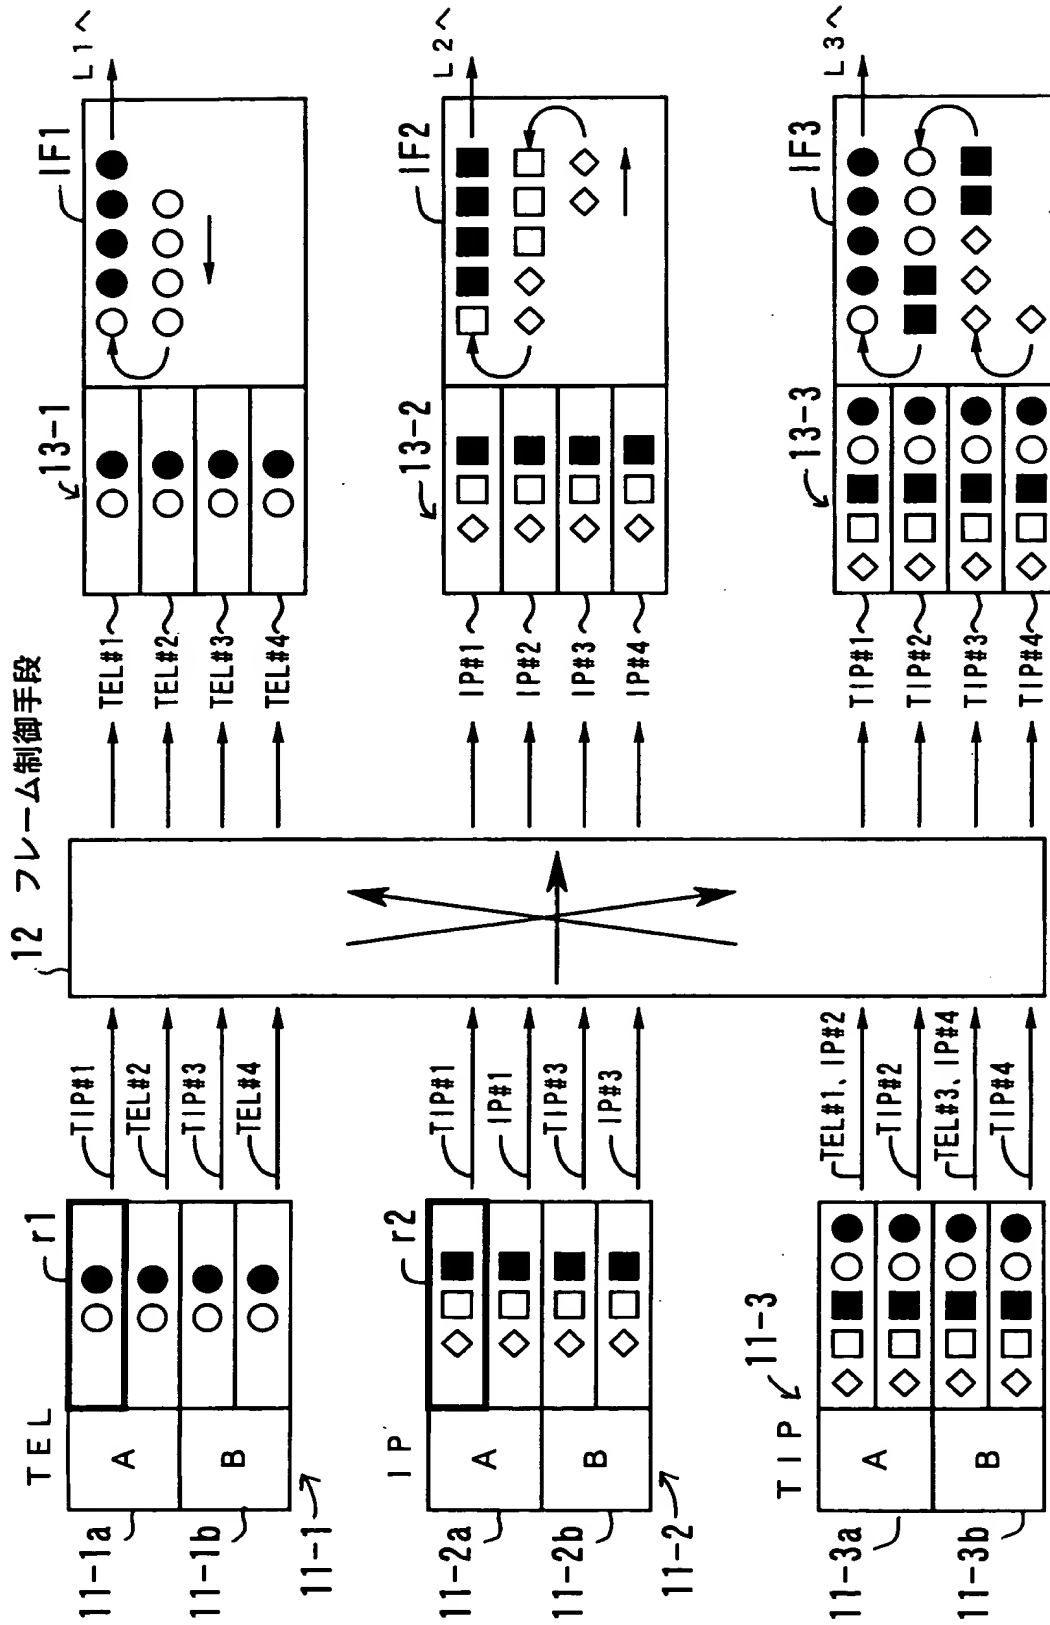 12 フレーム制御手段
TEL
r1
A
B
11-1a
11-1b
11-1
TIP#1
TEL#2
TIP#3
TEL#4
TEL#1
TEL#2
TEL#3
TEL#4
13-1
IF1
L1へ
IP
r2
A
B
11-2a
11-2b
11-2
TIP#1
IP#1
TIP#3
IP#3
IP#1
IP#2
IP#3
IP#4
13-2
IF2
L2へ
TIP
11-3
A
B
11-3a
11-3b
TEL#1、IP#2
TIP#2
TEL#3、IP#4
TIP#4
TIP#1
TIP#2
TIP#3
TIP#4
13-3
IF3
L3へ